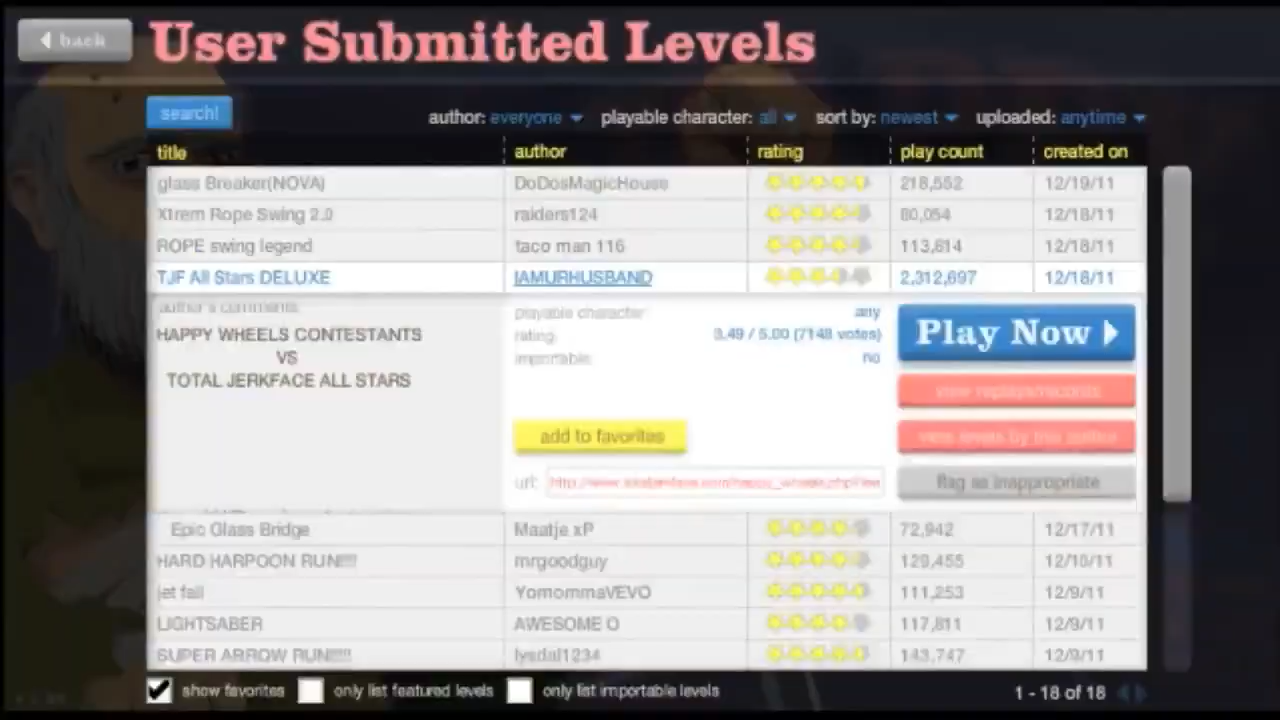 back
User Submitted Levels
search!
author: everyone playable character: all sort by: newest uploaded: anytime
title author rating play count created on
glass Breaker(NOVA) DoDosMagicHouse 218,552 12/19/11
Xtrem Rope Swing 2.0 raiders124 80,054 12/18/11
ROPE swing legend taco man 116 113,614 12/18/11
TJF All Stars DELUXE IAMURHUSBAND 2,312,697 12/18/11
author's comments
HAPPY WHEELS CONTESTANTS
VS
TOTAL JERKFACE ALL STARS
playable character: any
rating: 3.49 / 5.00 (7148 votes)
importable: no
Play Now
view replays/records
add to favorites
view levels by this author
url:
flag as inappropriate
Epic Glass Bridge Maatje xP 72,942 12/17/11
HARD HARPOON RUN!!!! mrgoodguy 129,455 12/10/11
jet fall YomommaVEVO 111,253 12/9/11
LIGHTSABER AWESOME O 117,811 12/9/11
SUPER ARROW RUN!!!!! lysdal1234 143,747 12/9/11
show favorites only list featured levels only list importable levels 1 - 18 of 18